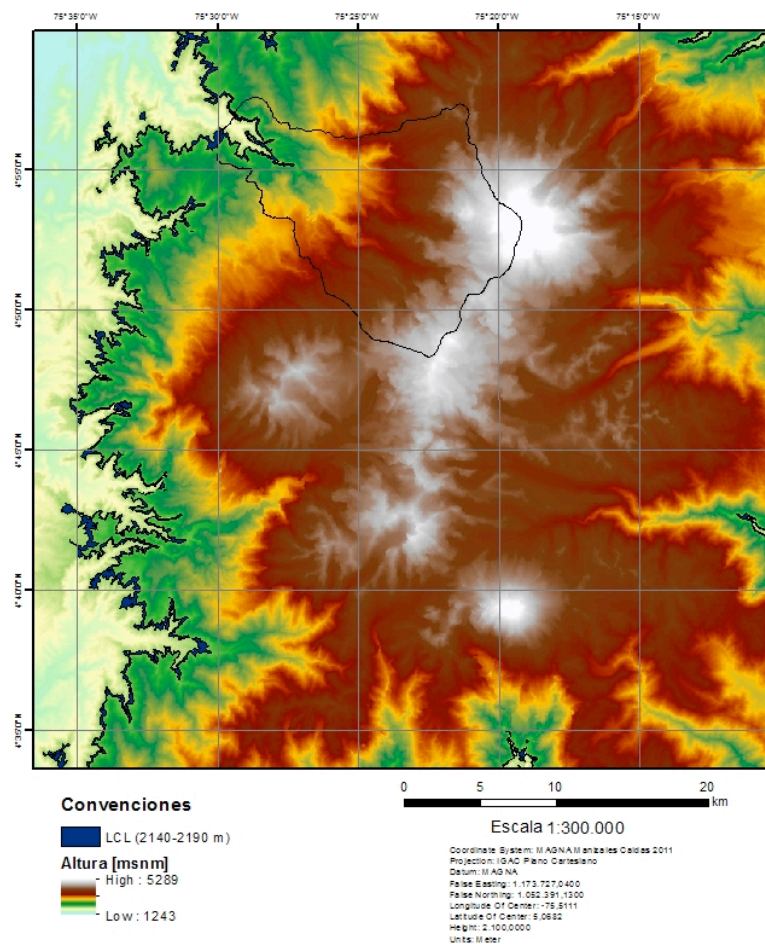 75°35'0"W 75°30'0"W 75°25'0"W 75°20'0"W 75°15'0"W
4°55'0"N
4°50'0"N
4°45'0"N
4°40'0"N
4°35'0"N
Convenciones
LCL (2140-2190 m)
Altura [msnm]
High : 5289
Low : 1243
0 5 10 20
km
Escala 1:300.000
Coordinate System: MAGNA Manizales Caldas 2011
Projection: IGAC Plano Cartesiano
Datum: MAGNA
False Easting: 1.173.727,0400
False Northing: 1.052.391,1300
Longitude Of Center: -75,5111
Latitude Of Center: 5,0682
Height: 2.100,0000
Units: Meter